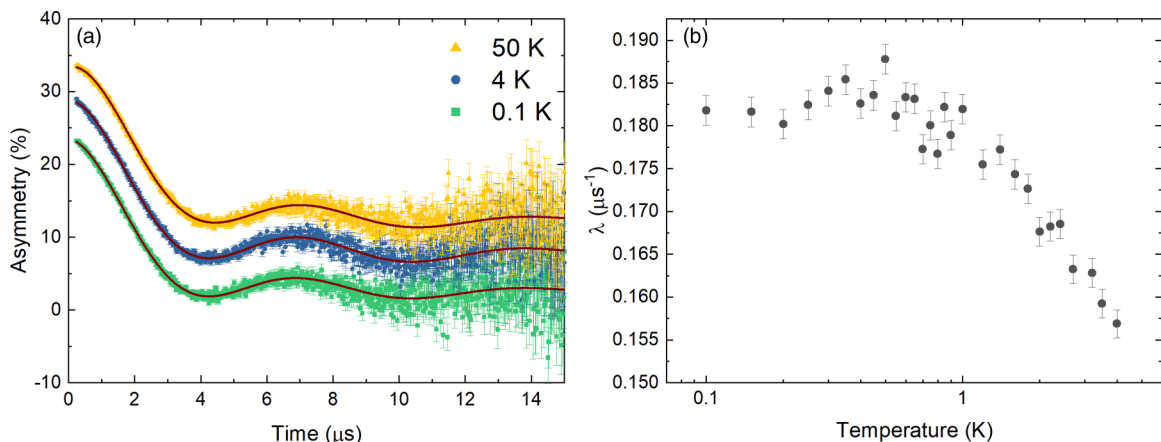 (a)
50 K
4 K
0.1 K
40
30
20
10
0
-10
Asymmetry (%)
0 2 4 6 8 10 12 14
Time (μs)
(b)
0.190
0.185
0.180
0.175
0.170
0.165
0.160
0.155
0.150
λ (μs⁻¹)
0.1 1
Temperature (K)